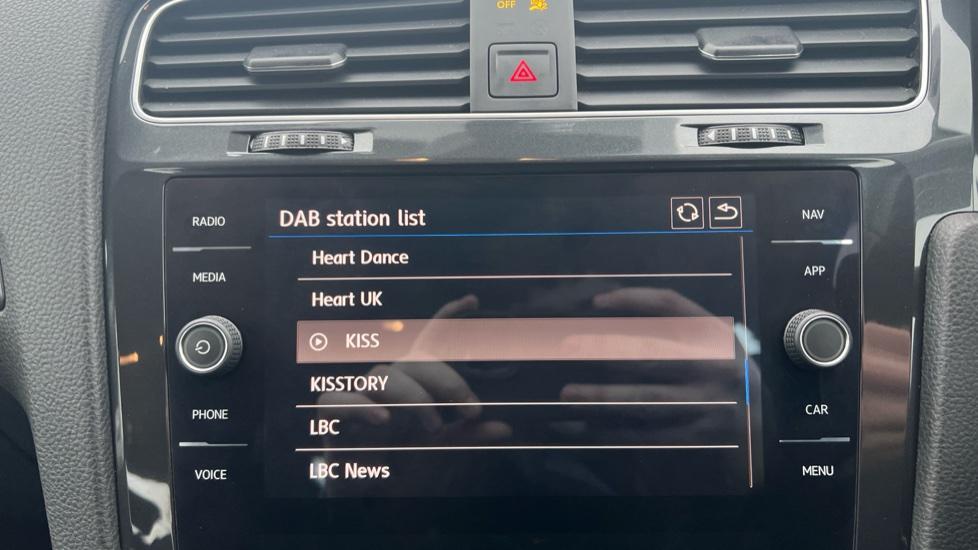 OFF
RADIO
MEDIA
PHONE
VOICE
DAB station list
Heart Dance
Heart UK
KISS
KISSTORY
LBC
LBC News
NAV
APP
CAR
MENU